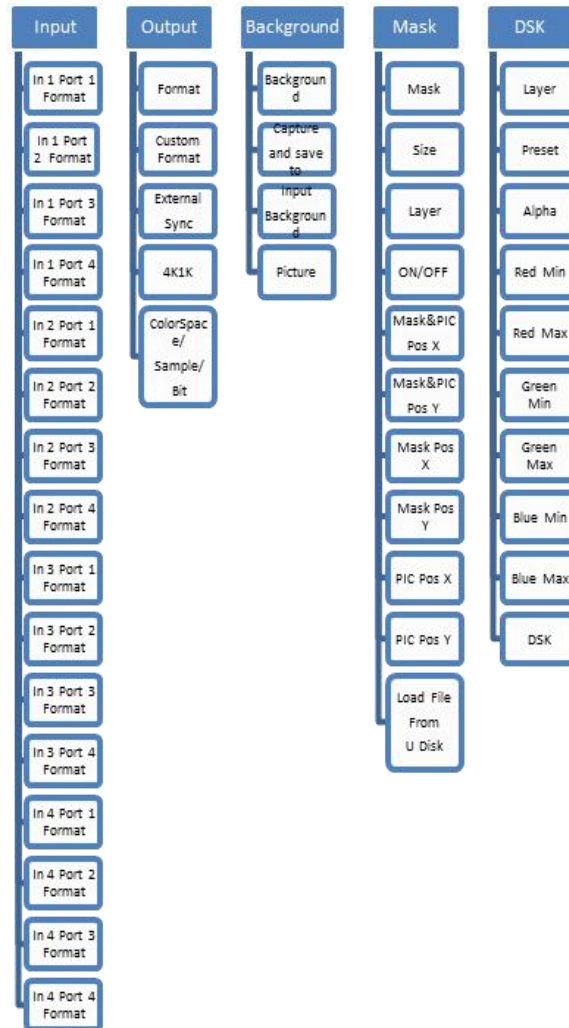 Input
In 1 Port 1
Format
In 1 Port
2 Format
In 1 Port 3
Format
In 1 Port 4
Format
In 2 Port 1
Format
In 2 Port 2
Format
In 2 Port 3
Format
In 2 Port 4
Format
In 3 Port 1
Format
In 3 Port 2
Format
In 3 Port 3
Format
In 3 Port 4
Format
In 4 Port 1
Format
In 4 Port 2
Format
In 4 Port 3
Format
In 4 Port 4
Format
Output
Format
Custom
Format
External
Sync
4K1K
ColorSpac
e/
Sample/
Bit
Background
Backgroun
d
Capture
and save
to
Input
Backgroun
d
Picture
Mask
Mask
Size
Layer
ON/OFF
Mask&PIC
Pos X
Mask&PIC
Pos Y
Mask Pos
X
Mask Pos
Y
PIC Pos X
PIC Pos Y
Load File
From
U Disk
DSK
Layer
Preset
Alpha
Red Min
Red Max
Green
Min
Green
Max
Blue Min
Blue Max
DSK